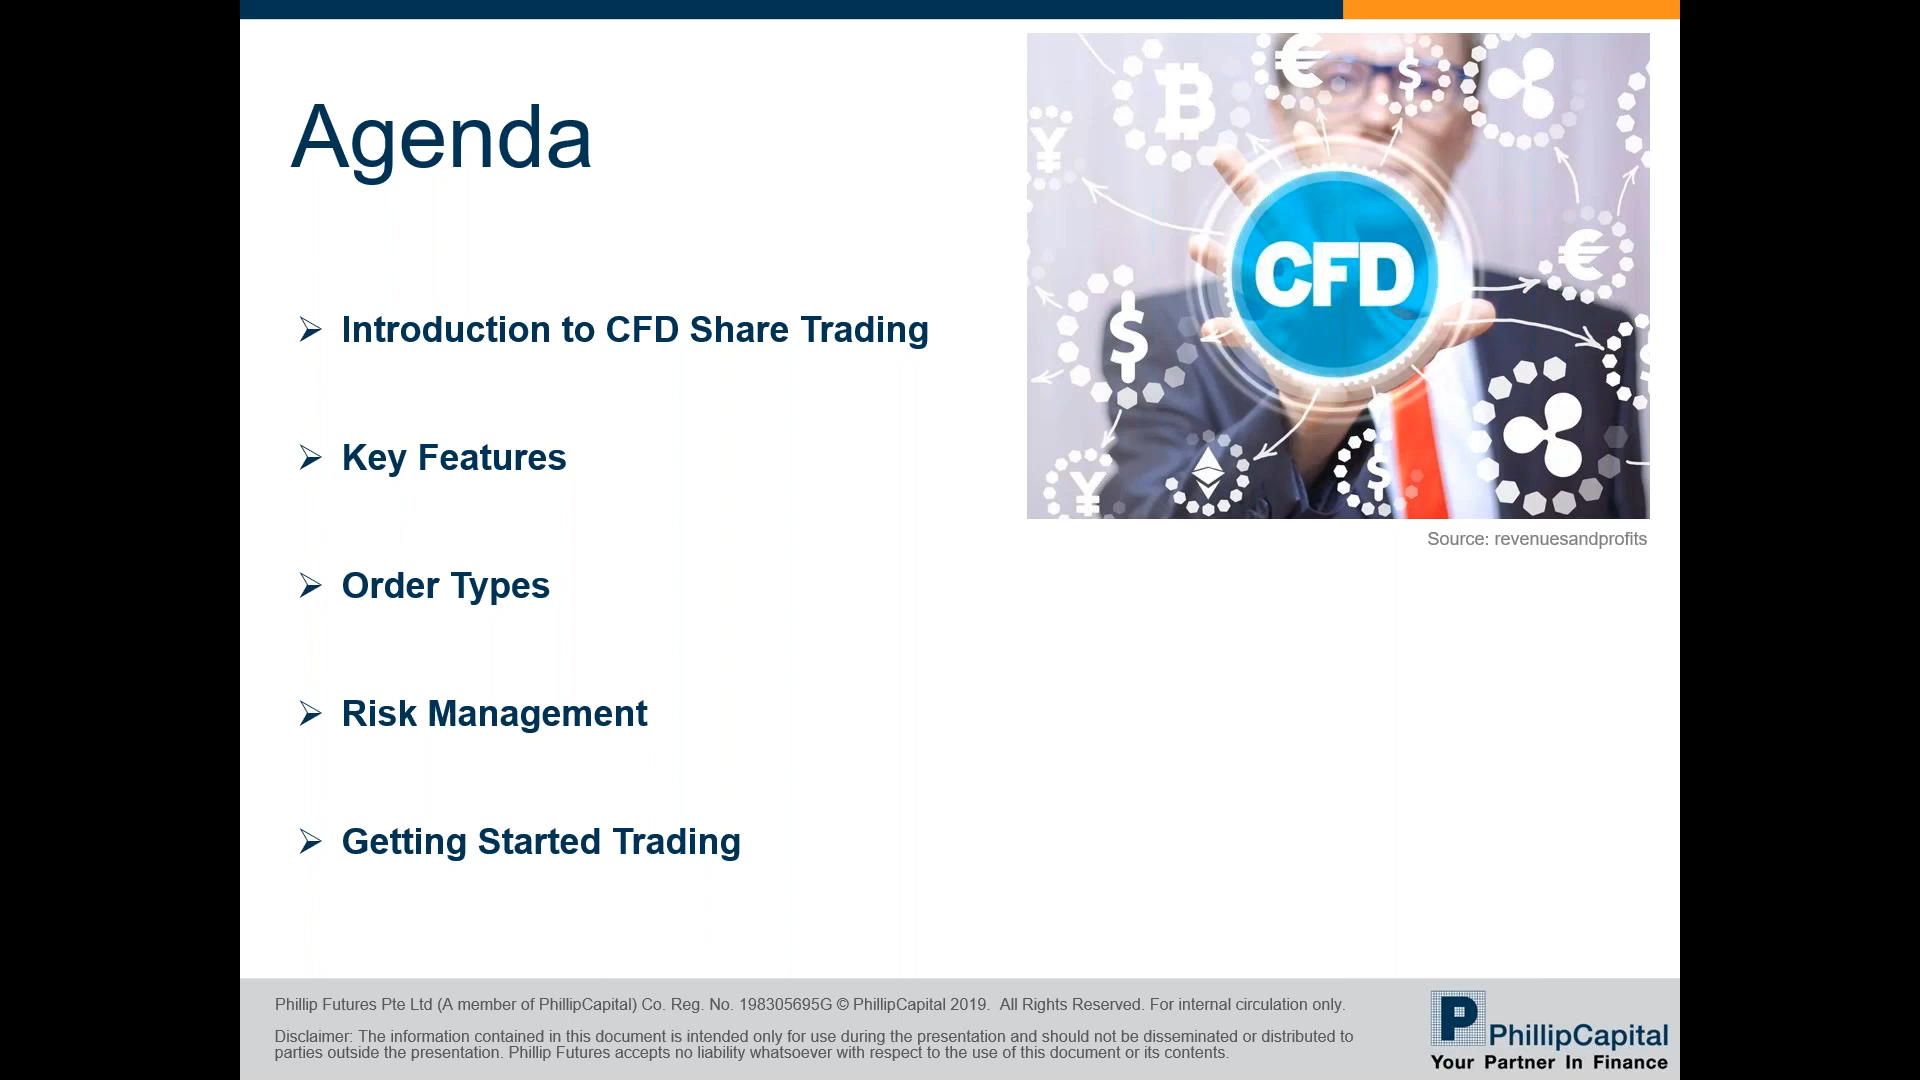 Agenda
Introduction to CFD Share Trading
Key Features
Order Types
Risk Management
Getting Started Trading
CFD
Source: revenuesandprofits
Phillip Futures Pte Ltd (A member of PhillipCapital) Co. Reg. No. 198305695G © PhillipCapital 2019.  All Rights Reserved. For internal circulation only.
Disclaimer: The information contained in this document is intended only for use during the presentation and should not be disseminated or distributed to
parties outside the presentation. Phillip Futures accepts no liability whatsoever with respect to the use of this document or its contents.
P PhillipCapital
Your Partner In Finance